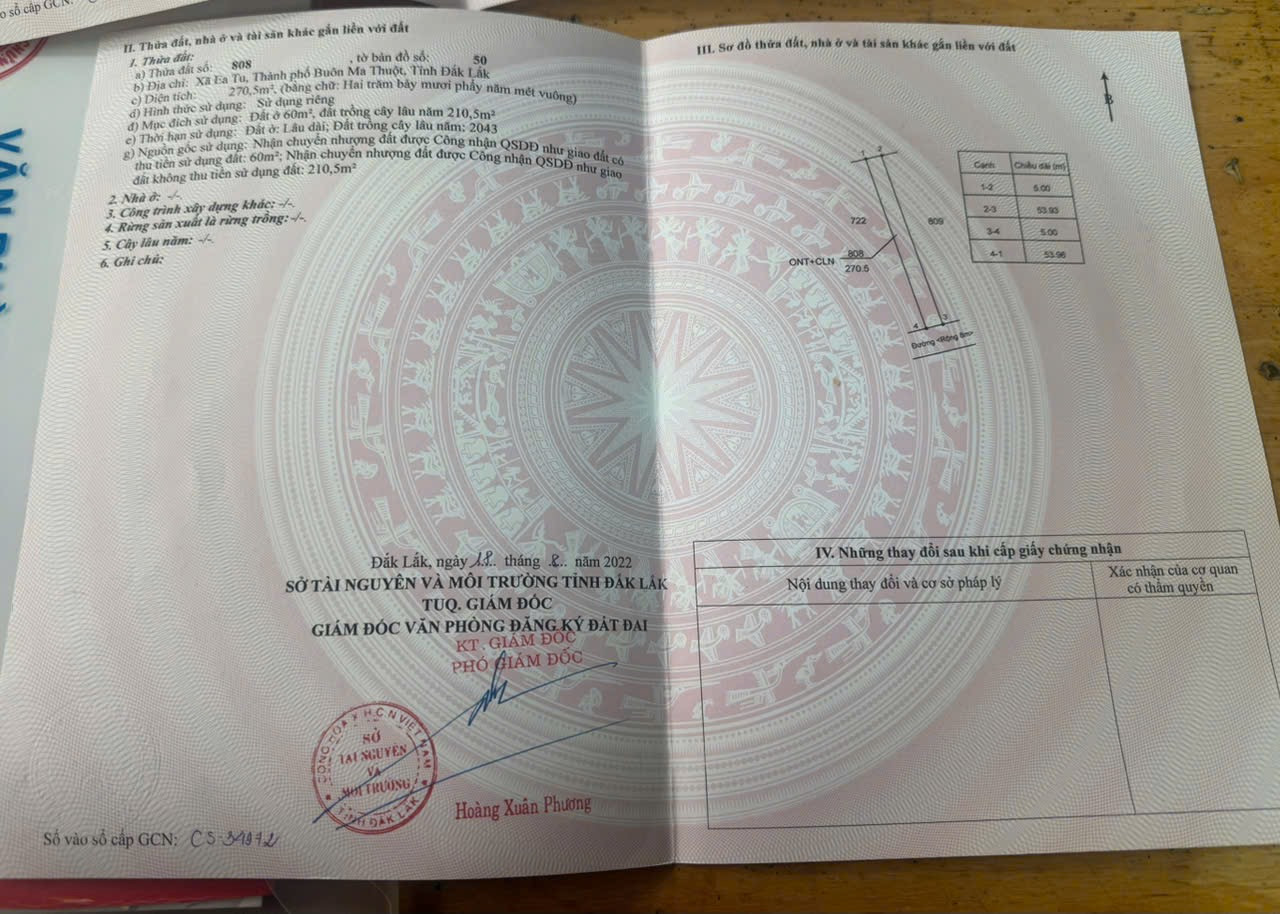 o sổ cấp GCN:
II. Thửa đất, nhà ở và tài sản khác gắn liền với đất
1. Thửa đất:
a) Thửa đất số: 808 , tờ bản đồ số: 50
b) Địa chỉ: Xã Ea Tu, Thành phố Buôn Ma Thuột, Tỉnh Đắk Lắk
c) Diện tích: 270,5m², (bằng chữ: Hai trăm bảy mươi phẩy năm mét vuông)
d) Hình thức sử dụng: Sử dụng riêng
đ) Mục đích sử dụng: Đất ở 60m², đất trồng cây lâu năm 210,5m²
e) Thời hạn sử dụng: Đất ở: Lâu dài; Đất trồng cây lâu năm: 2043
g) Nguồn gốc sử dụng: Nhận chuyển nhượng đất được Công nhận QSDĐ như giao đất có
thu tiền sử dụng đất: 60m²; Nhận chuyển nhượng đất được Công nhận QSDĐ như giao
đất không thu tiền sử dụng đất: 210,5m²
2. Nhà ở: -/-
3. Công trình xây dựng khác: -/-
4. Rừng sản xuất là rừng trồng: -/-
5. Cây lâu năm: -/-
6. Ghi chú:
Đắk Lắk, ngày 18 tháng 8 năm 2022
SỞ TÀI NGUYÊN VÀ MÔI TRƯỜNG TỈNH ĐẮK LẮK
TUQ. GIÁM ĐỐC
GIÁM ĐỐC VĂN PHÒNG ĐĂNG KÝ ĐẤT ĐAI
KT. GIÁM ĐỐC
PHÓ GIÁM ĐỐC
CỘNG HÒA X.H.C.N VIỆT NAM
SỞ
TÀI NGUYÊN
VÀ
MÔI TRƯỜNG
TỈNH ĐẮK LẮK
Hoàng Xuân Phương
Số vào sổ cấp GCN:
III. Sơ đồ thửa đất, nhà ở và tài sản khác gắn liền với đất
B
1 2
722
809
ONT+CLN 808
270.5
4 3
Đường <Rộng 8m>
Cạnh Chiều dài (m)
1-2 5.00
2-3 53.93
3-4 5.00
4-1 53.96
IV. Những thay đổi sau khi cấp giấy chứng nhận
Nội dung thay đổi và cơ sở pháp lý
Xác nhận của cơ quan
có thẩm quyền